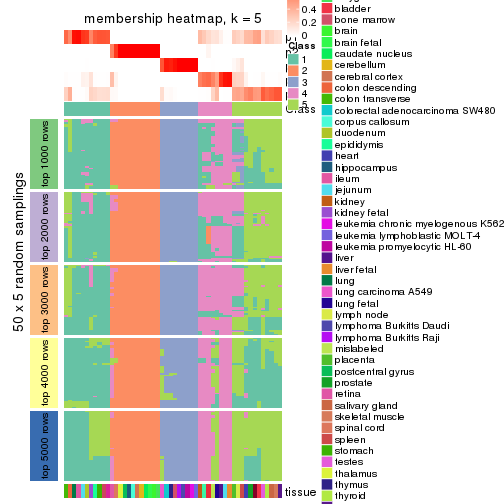 membership heatmap, k = 5
0.4
0.2
0
Class
1
2
3
4
5
Class
50 x 5 random samplings
top 1000 rows
top 2000 rows
top 3000 rows
top 4000 rows
top 5000 rows
tissue
bladder
bone marrow
brain
brain fetal
caudate nucleus
cerebellum
cerebral cortex
colon descending
colon transverse
colorectal adenocarcinoma SW480
corpus callosum
duodenum
epididymis
heart
hippocampus
ileum
jejunum
kidney
kidney fetal
leukemia chronic myelogenous K562
leukemia lymphoblastic MOLT-4
leukemia promyelocytic HL-60
liver
liver fetal
lung
lung carcinoma A549
lung fetal
lymph node
lymphoma Burkitts Daudi
lymphoma Burkitts Raji
mislabeled
placenta
postcentral gyrus
prostate
retina
salivary gland
skeletal muscle
spinal cord
spleen
stomach
testes
thalamus
thymus
thyroid